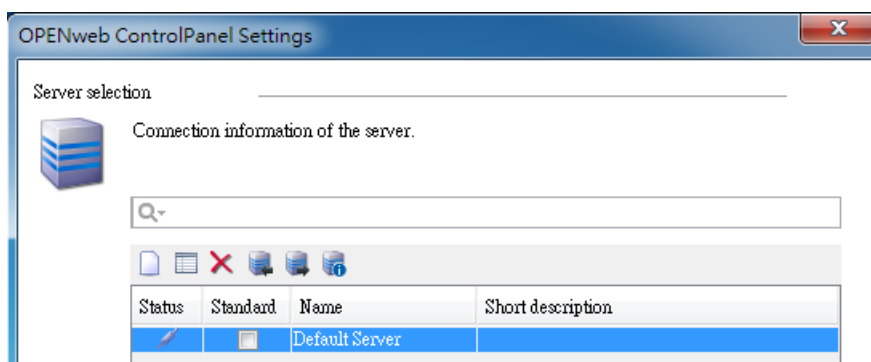 OPENweb ControlPanel Settings
Server selection
Connection information of the server.
Status Standard Name Short description
Default Server